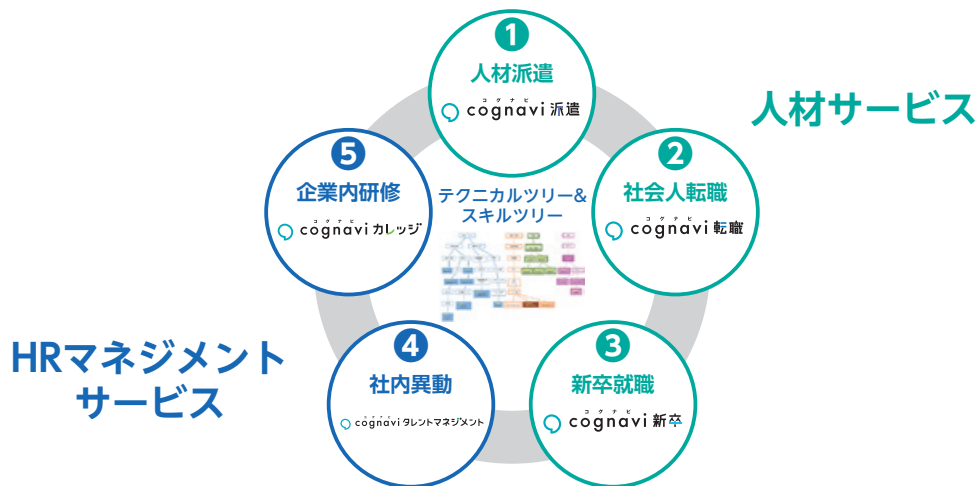 1
人材派遣
コグナビ
cognavi 派遣
人材サービス
2
社会人転職
コグナビ
cognavi 転職
5
企業内研修
コグナビ
cognavi カレッジ
テクニカルツリー&
スキルツリー
HRマネジメント
サービス
4
社内異動
コグナビ
cognavi タレントマネジメント
3
新卒就職
コグナビ
cognavi 新卒